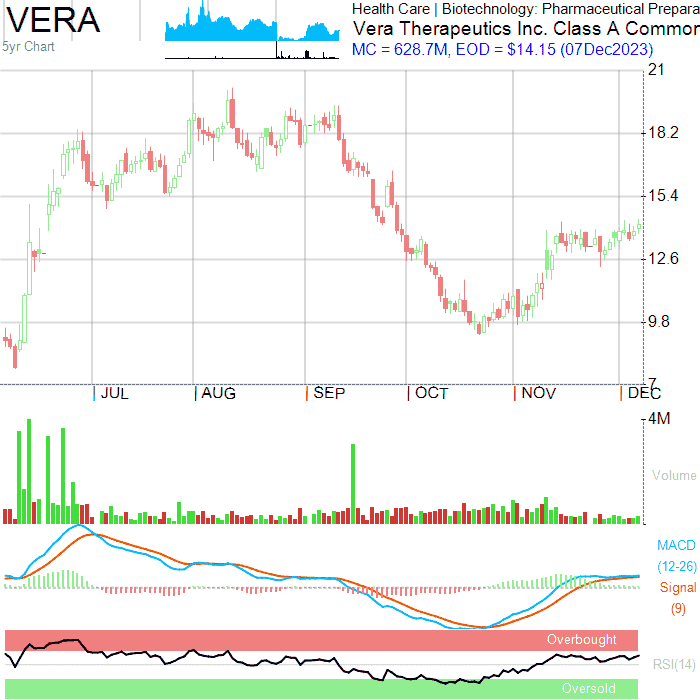 VERA
5yr Chart
Health Care | Biotechnology: Pharmaceutical Prepara
Vera Therapeutics Inc. Class A Common
MC = 628.7M, EOD = $14.15 (07Dec2023)
21
18.2
15.4
12.6
9.8
7
JUL AUG SEP OCT NOV DEC
4M
Volume
MACD
(12-26)
Signal
(9)
Overbought
RSI(14)
Oversold